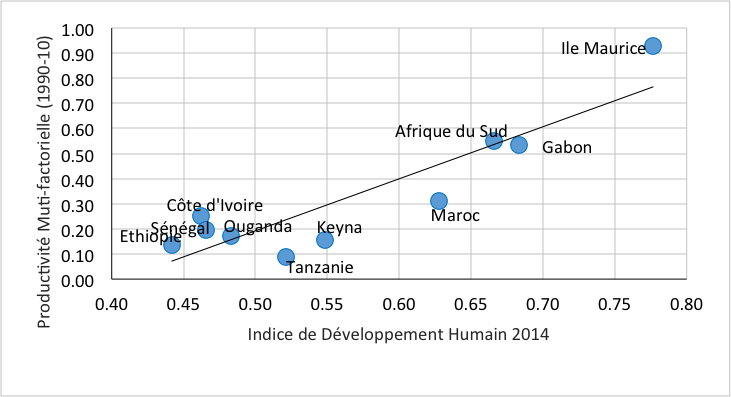 Productivité Muti-factorielle (1990-10)
1.00
0.90
0.80
0.70
0.60
0.50
0.40
0.30
0.20
0.10
0.00
Ile Maurice
Afrique du Sud
Gabon
Côte d'Ivoire
Maroc
Sénégal
Ouganda
Keyna
Ethiopie
Tanzanie
0.40 0.45 0.50 0.55 0.60 0.65 0.70 0.75 0.80
Indice de Développement Humain 2014